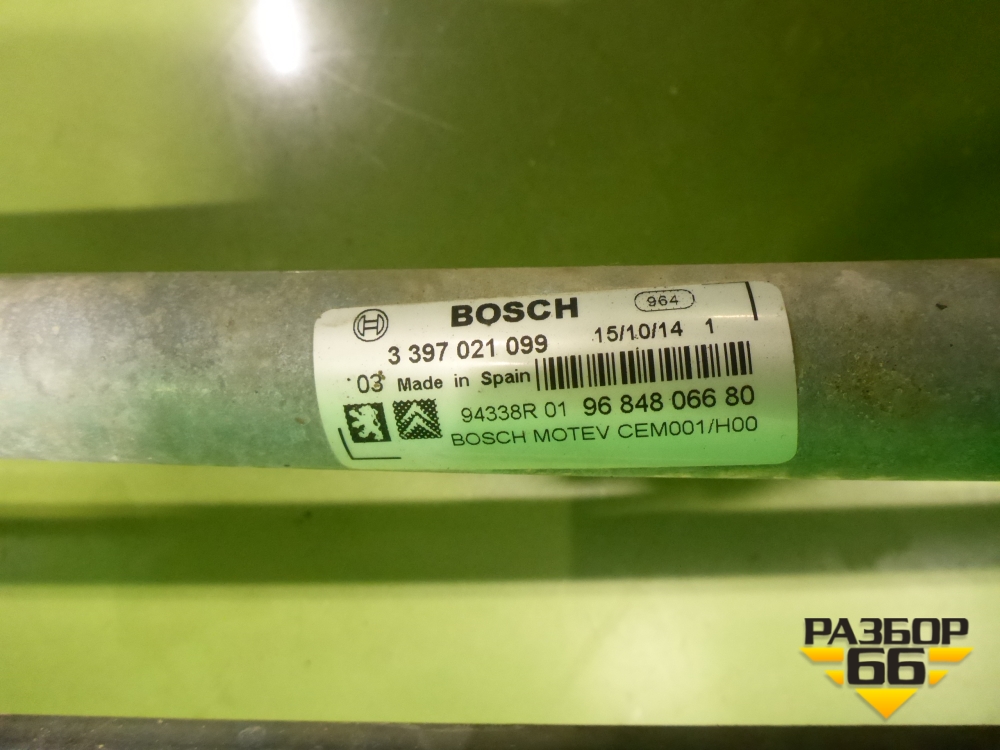 BOSCH 964
3 397 021 099 15/10/14 1
03 Made in Spain
94338R 01 96 848 066 80
BOSCH MOTEV CEM001/H00
РАЗБОР
66